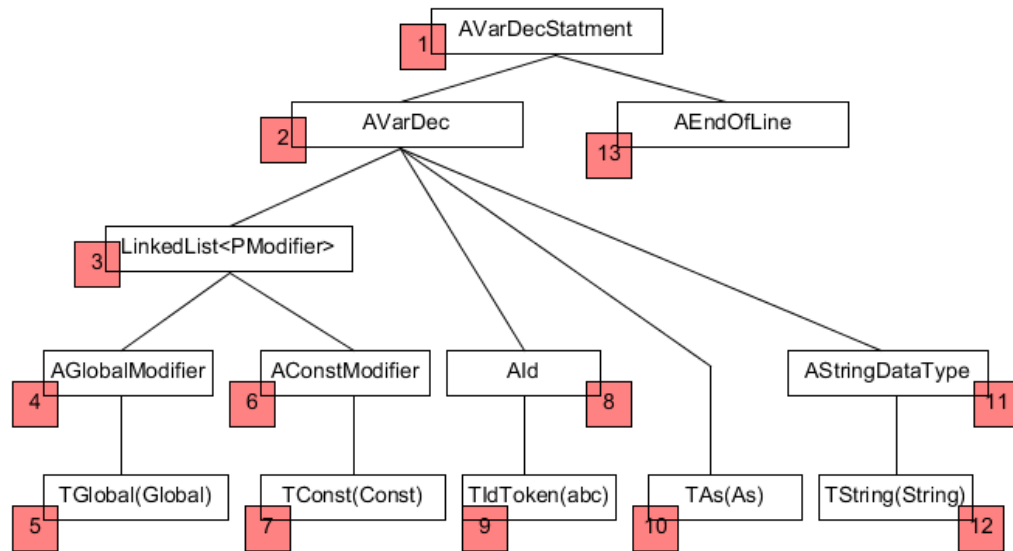 AVarDecStatment
1
AVarDec
2
AEndOfLine
13
LinkedList<PModifier>
3
AGlobalModifier
4
AConstModifier
6
AId
8
AStringDataType
11
TGlobal(Global)
5
TConst(Const)
7
TIdToken(abc)
9
TAs(As)
10
TString(String)
12